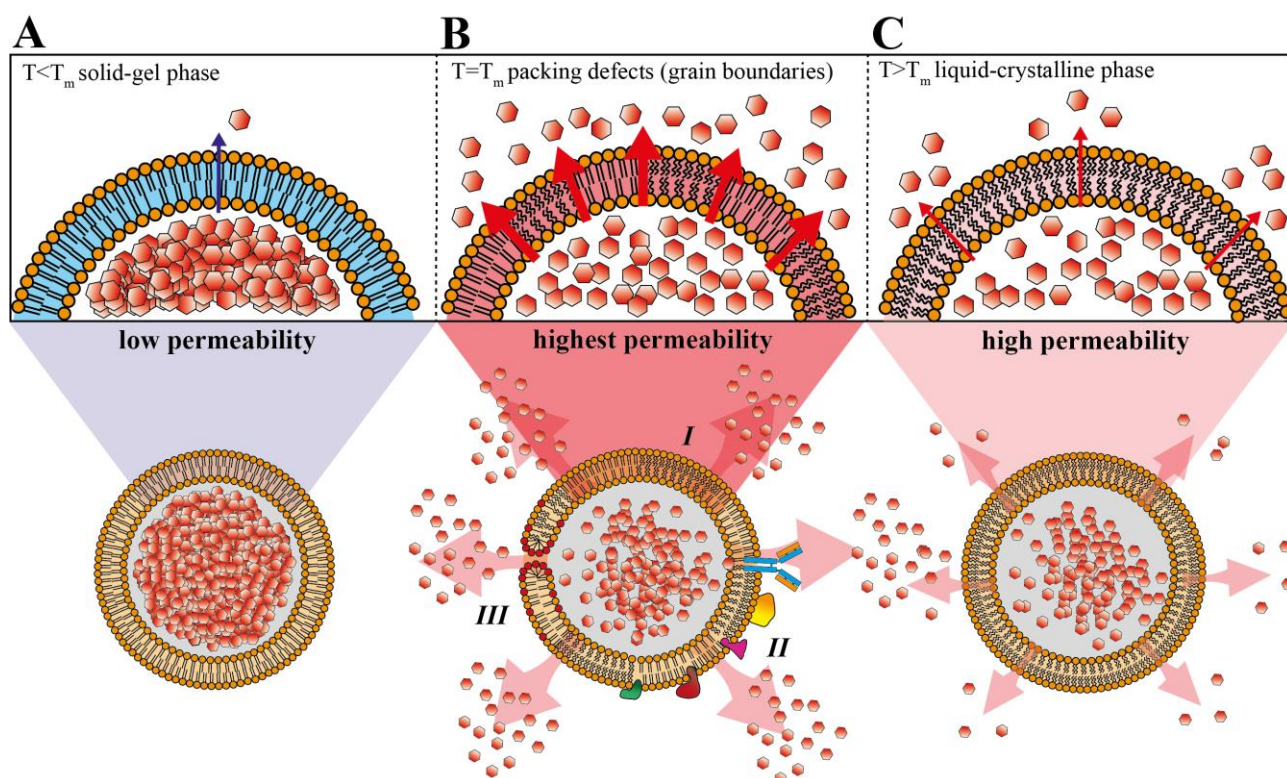 A
B
C
T<Tm solid-gel phase
T=Tm packing defects (grain boundaries)
T>Tm liquid-crystalline phase
low permeability
highest permeability
high permeability
I
III
II